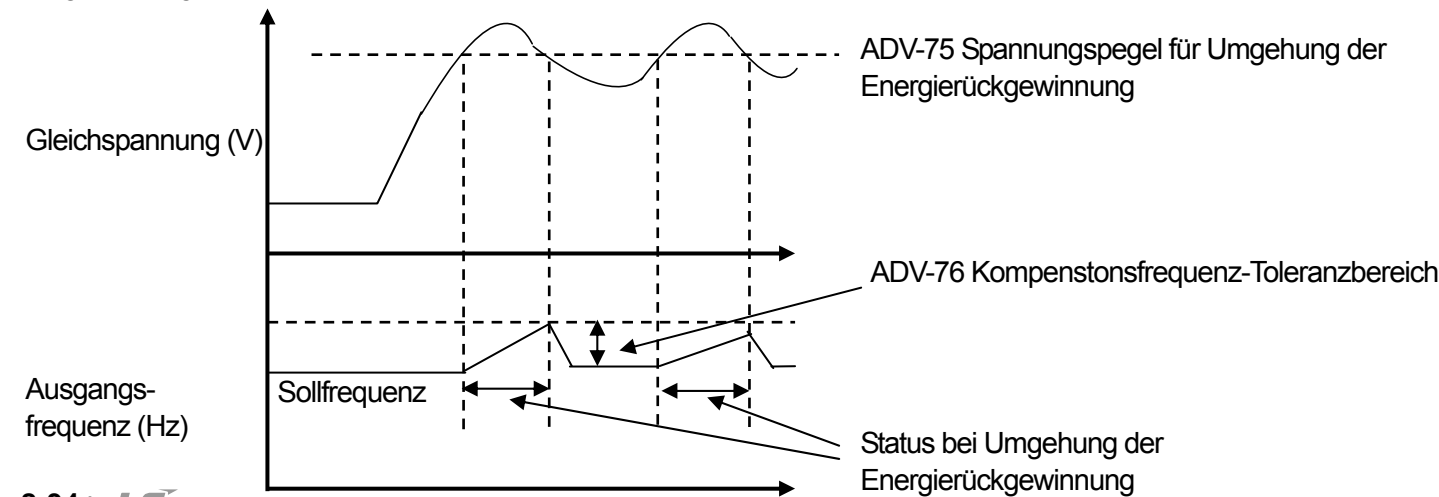 ADV-75 Spannungspegel für Umgehung der
Energierückgewinnung
Gleichspannung (V)
ADV-76 Kompenstonsfrequenz-Toleranzbereich
Ausgangs-
frequenz (Hz)
Sollfrequenz
Status bei Umgehung der
Energierückgewinnung